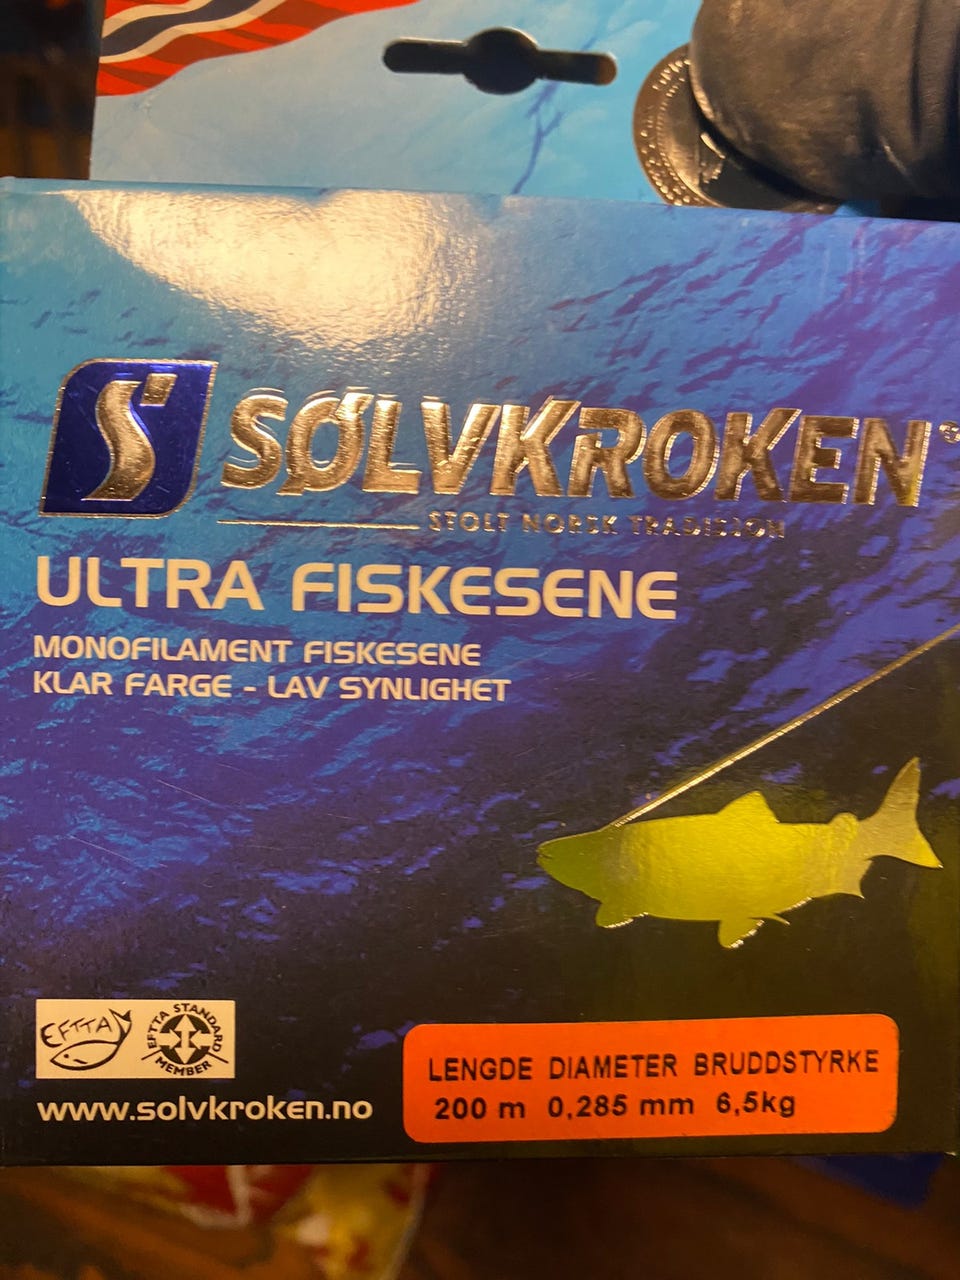 SØLVKROKEN
STOLT NORSK TRADISJON
ULTRA FISKESENE
MONOFILAMENT FISKESENE
KLAR FARGE - LAV SYNLIGHET
EFTTA
EFTTA STANDARD MEMBER
www.solvkroken.no
LENGDE DIAMETER BRUDDSTYRKE
200 m 0,285 mm 6,5kg